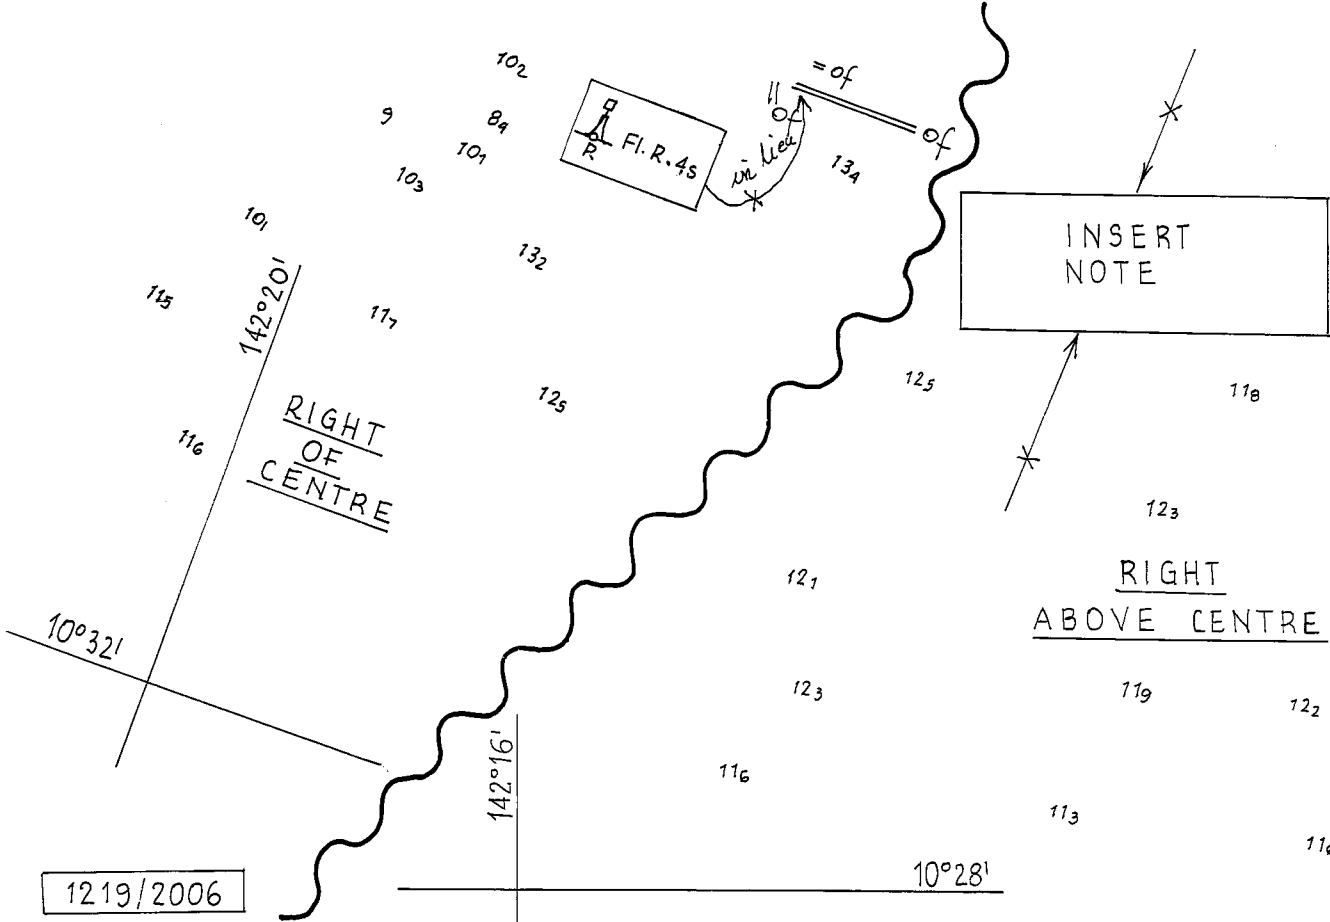 10₂
= of
of
of
9
8₄
R
Fl.R.4s
in lieu
13₄
10₁
10₃
10₁
13₂
INSERT
NOTE
11₅
142°20'
11₇
12₅
11₈
12₅
RIGHT
OF
CENTRE
11₆
12₃
12₁
RIGHT
ABOVE CENTRE
10°32'
12₃
11₉
12₂
142°16'
11₆
11₃
10°28'
1219/2006